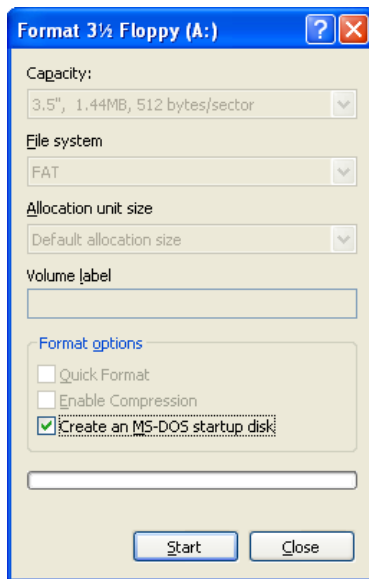 Format 3½ Floppy (A:)
Capacity:
3.5", 1.44MB, 512 bytes/sector
File system
FAT
Allocation unit size
Default allocation size
Volume label
Format options
Quick Format
Enable Compression
Create an MS-DOS startup disk
Start Close